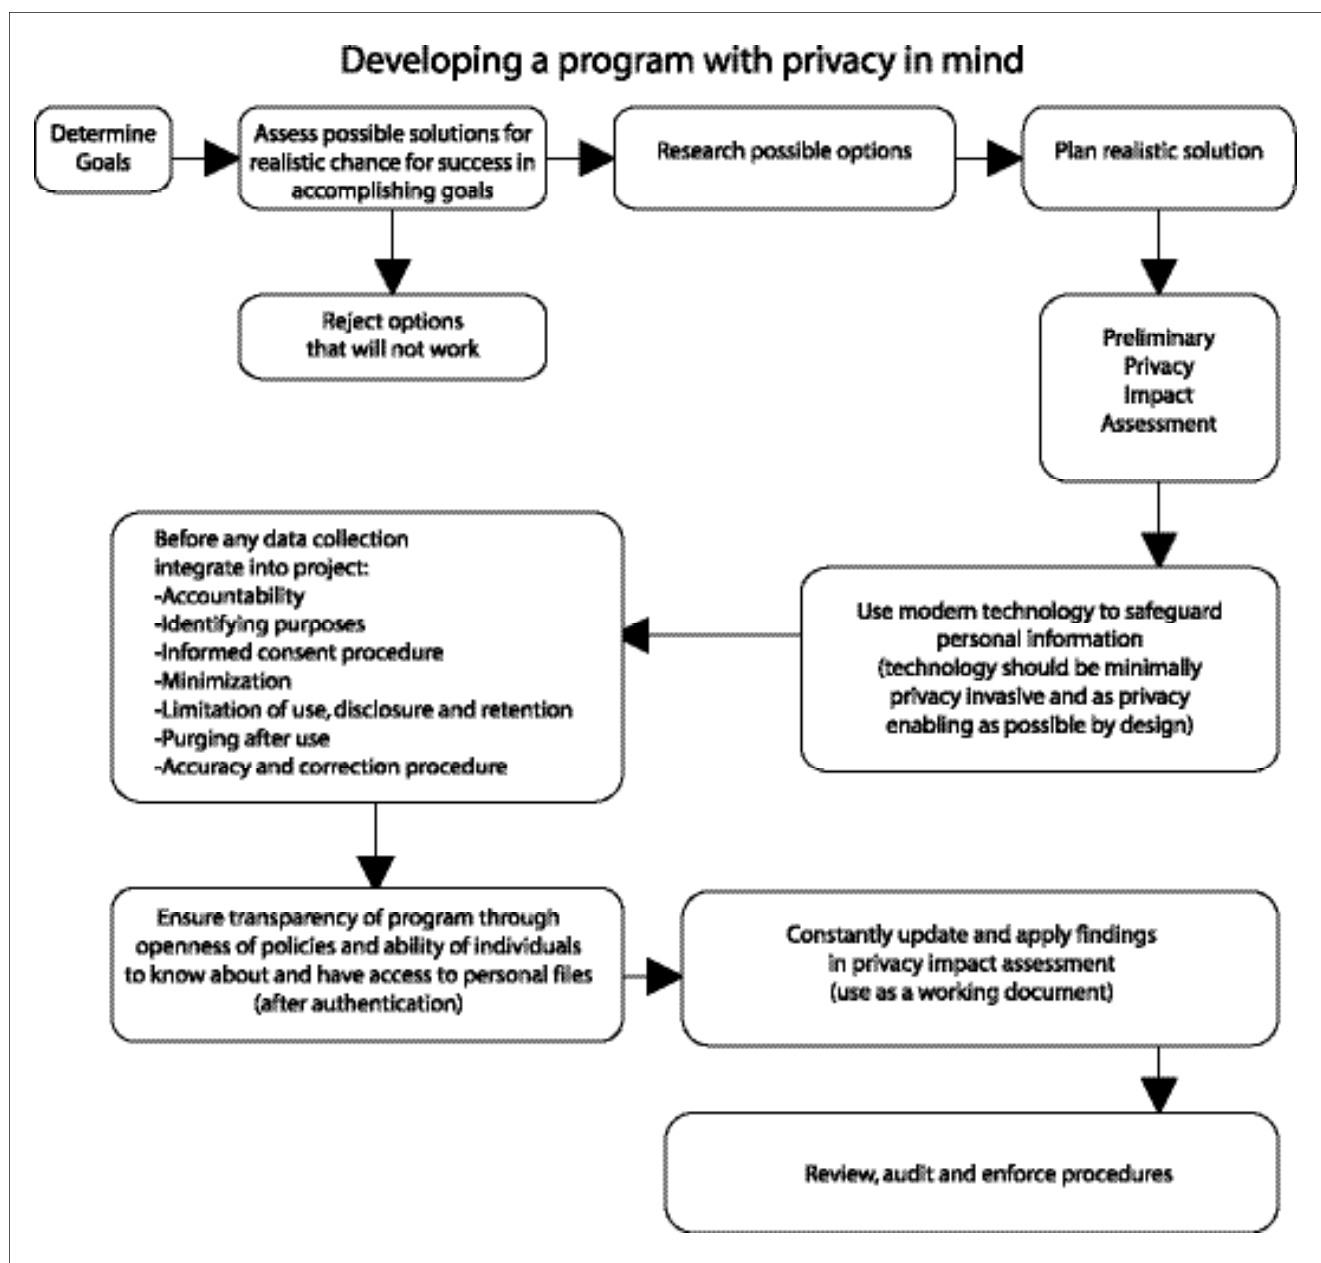 Developing a program with privacy in mind
Determine
Goals
Assess possible solutions for
realistic chance for success in
accomplishing goals
Research possible options
Plan realistic solution
Reject options
that will not work
Preliminary
Privacy
Impact
Assessment
Before any data collection
integrate into project:
-Accountability
-Identifying purposes
-Informed consent procedure
-Minimization
-Limitation of use, disclosure and retention
-Purging after use
-Accuracy and correction procedure
Use modern technology to safeguard
personal information
(technology should be minimally
privacy invasive and as privacy
enabling as possible by design)
Ensure transparency of program through
openness of policies and ability of individuals
to know about and have access to personal files
(after authentication)
Constantly update and apply findings
in privacy impact assessment
(use as a working document)
Review, audit and enforce procedures